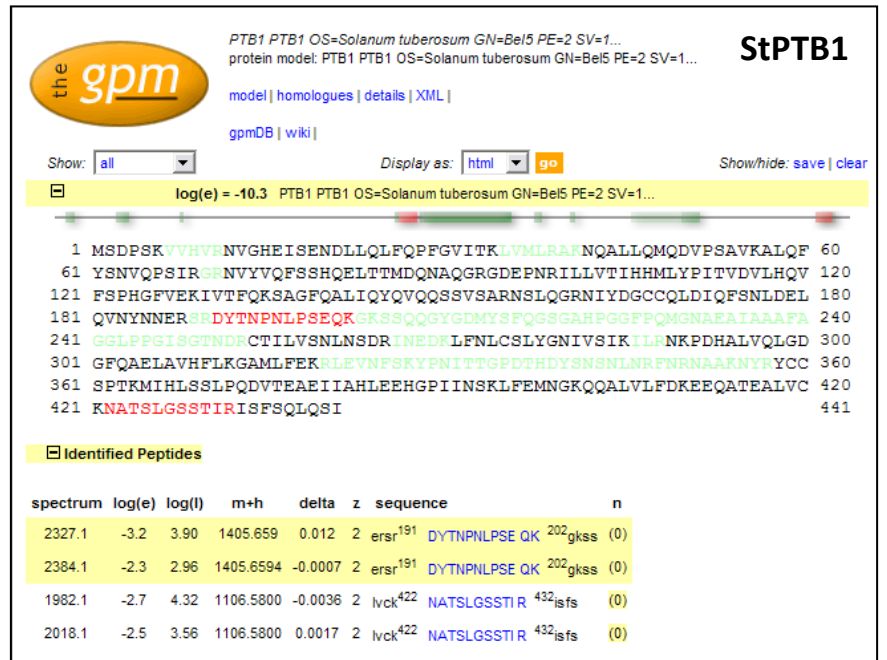 PTB1 PTB1 OS=Solanum tuberosum GN=Bel5 PE=2 SV=1...
StPTB1
protein model: PTB1 PTB1 OS=Solanum tuberosum GN=Bel5 PE=2 SV=1...
the gpm
model | homologues | details | XML |
gpmDB | wiki |
Show: all Display as: html go Show/hide: save | clear
log(e) = -10.3 PTB1 PTB1 OS=Solanum tuberosum GN=Bel5 PE=2 SV=1...
1 MSDPSKVVHVRNVGHEISENDLLQLFQPFGVITKLVMLRAKNQALLQMQDVPSAVKALQF 60
61 YSNVQPSIRGRNVYVQFSSHQELTTMDQNAQGRGDEPNRILLVTIHHMLYPITVDVLHQV 120
121 FSPHGFVEKIVTFQKSAGFQALIQYQVQQSSVSARNSLQGRNIYDGCCQLDIQFSNLDEL 180
181 QVNYNNERSRDYTNPNLPSEQKGKSSQQGYGDMYSFQGSGAHPGGFPQMGNAEAIAAAFA 240
241 GGLPPGISGTNDRCTILVSNLNSDRINEDKLFNLCSLYGNIVSIKILRNKPDHALVQLGD 300
301 GFQAELAVHFLKGAMLFEKRLEVNFSKYPNITTGPDTHDYSNSNLNRFNRNAAKNYRYCC 360
361 SPTKMIHLSSLPQDVTEAEIIAHLEEHGPIINSKLFEMNGKQQALVLFDKEEQATEALVC 420
421 KNATSLGSSTIRISFSQLQSI 441
Identified Peptides
spectrum log(e) log(I) m+h delta z sequence n
2327.1 -3.2 3.90 1405.659 0.012 2 ersr191 DYTNPNLPSE QK 202gkss (0)
2384.1 -2.3 2.96 1405.6594 -0.0007 2 ersr191 DYTNPNLPSE QK 202gkss (0)
1982.1 -2.7 4.32 1106.5800 -0.0036 2 lvck422 NATSLGSSTI R 432isfs (0)
2018.1 -2.5 3.56 1106.5800 0.0017 2 lvck422 NATSLGSSTI R 432isfs (0)